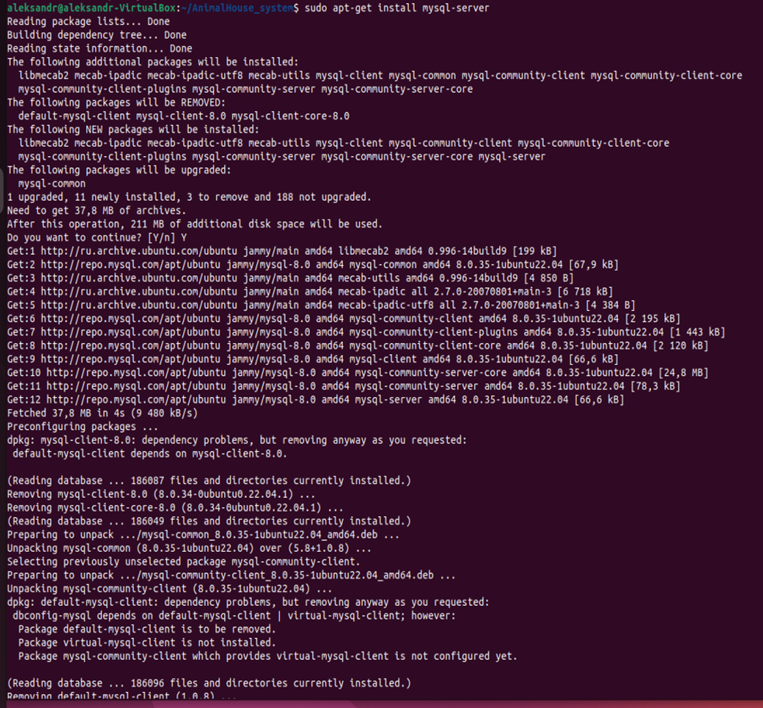 aleksandr@aleksandr-VirtualBox:~/AnimalHouse_system$ sudo apt-get install mysql-server
Reading package lists... Done
Building dependency tree... Done
Reading state information... Done
The following additional packages will be installed:
  libmecab2 mecab-ipadic mecab-ipadic-utf8 mecab-utils mysql-client mysql-common mysql-community-client mysql-community-client-core
  mysql-community-client-plugins mysql-community-server mysql-community-server-core
The following packages will be REMOVED:
  default-mysql-client mysql-client-8.0 mysql-client-core-8.0
The following NEW packages will be installed:
  libmecab2 mecab-ipadic mecab-ipadic-utf8 mecab-utils mysql-client mysql-community-client mysql-community-client-core
  mysql-community-client-plugins mysql-community-server mysql-community-server-core mysql-server
The following packages will be upgraded:
  mysql-common
1 upgraded, 11 newly installed, 3 to remove and 188 not upgraded.
Need to get 37,8 MB of archives.
After this operation, 211 MB of additional disk space will be used.
Do you want to continue? [Y/n] Y
Get:1 http://ru.archive.ubuntu.com/ubuntu jammy/main amd64 libmecab2 amd64 0.996-14build9 [199 kB]
Get:2 http://repo.mysql.com/apt/ubuntu jammy/mysql-8.0 amd64 mysql-common amd64 8.0.35-1ubuntu22.04 [67,9 kB]
Get:3 http://ru.archive.ubuntu.com/ubuntu jammy/main amd64 mecab-utils amd64 0.996-14build9 [4 850 B]
Get:4 http://ru.archive.ubuntu.com/ubuntu jammy/main amd64 mecab-ipadic all 2.7.0-20070801+main-3 [6 718 kB]
Get:5 http://ru.archive.ubuntu.com/ubuntu jammy/main amd64 mecab-ipadic-utf8 all 2.7.0-20070801+main-3 [4 384 B]
Get:6 http://repo.mysql.com/apt/ubuntu jammy/mysql-8.0 amd64 mysql-community-client amd64 8.0.35-1ubuntu22.04 [2 195 kB]
Get:7 http://repo.mysql.com/apt/ubuntu jammy/mysql-8.0 amd64 mysql-community-client-plugins amd64 8.0.35-1ubuntu22.04 [1 443 kB]
Get:8 http://repo.mysql.com/apt/ubuntu jammy/mysql-8.0 amd64 mysql-community-client-core amd64 8.0.35-1ubuntu22.04 [2 120 kB]
Get:9 http://repo.mysql.com/apt/ubuntu jammy/mysql-8.0 amd64 mysql-client amd64 8.0.35-1ubuntu22.04 [66,6 kB]
Get:10 http://repo.mysql.com/apt/ubuntu jammy/mysql-8.0 amd64 mysql-community-server-core amd64 8.0.35-1ubuntu22.04 [24,8 MB]
Get:11 http://repo.mysql.com/apt/ubuntu jammy/mysql-8.0 amd64 mysql-community-server amd64 8.0.35-1ubuntu22.04 [78,3 kB]
Get:12 http://repo.mysql.com/apt/ubuntu jammy/mysql-8.0 amd64 mysql-server amd64 8.0.35-1ubuntu22.04 [66,6 kB]
Fetched 37,8 MB in 4s (9 480 kB/s)
Preconfiguring packages ...
dpkg: mysql-client-8.0: dependency problems, but removing anyway as you requested:
 default-mysql-client depends on mysql-client-8.0.
(Reading database ... 186087 files and directories currently installed.)
Removing mysql-client-8.0 (8.0.34-0ubuntu0.22.04.1) ...
Removing mysql-client-core-8.0 (8.0.34-0ubuntu0.22.04.1) ...
(Reading database ... 186049 files and directories currently installed.)
Preparing to unpack .../mysql-common_8.0.35-1ubuntu22.04_amd64.deb ...
Unpacking mysql-common (8.0.35-1ubuntu22.04) over (5.8+1.0.8) ...
Selecting previously unselected package mysql-community-client.
Preparing to unpack .../mysql-community-client_8.0.35-1ubuntu22.04_amd64.deb ...
Unpacking mysql-community-client (8.0.35-1ubuntu22.04) ...
dpkg: default-mysql-client: dependency problems, but removing anyway as you requested:
 dbconfig-mysql depends on default-mysql-client | virtual-mysql-client; however:
  Package default-mysql-client is to be removed.
  Package virtual-mysql-client is not installed.
  Package mysql-community-client which provides virtual-mysql-client is not configured yet.
(Reading database ... 186096 files and directories currently installed.)
Removing default-mysql-client (1.0.8) ...